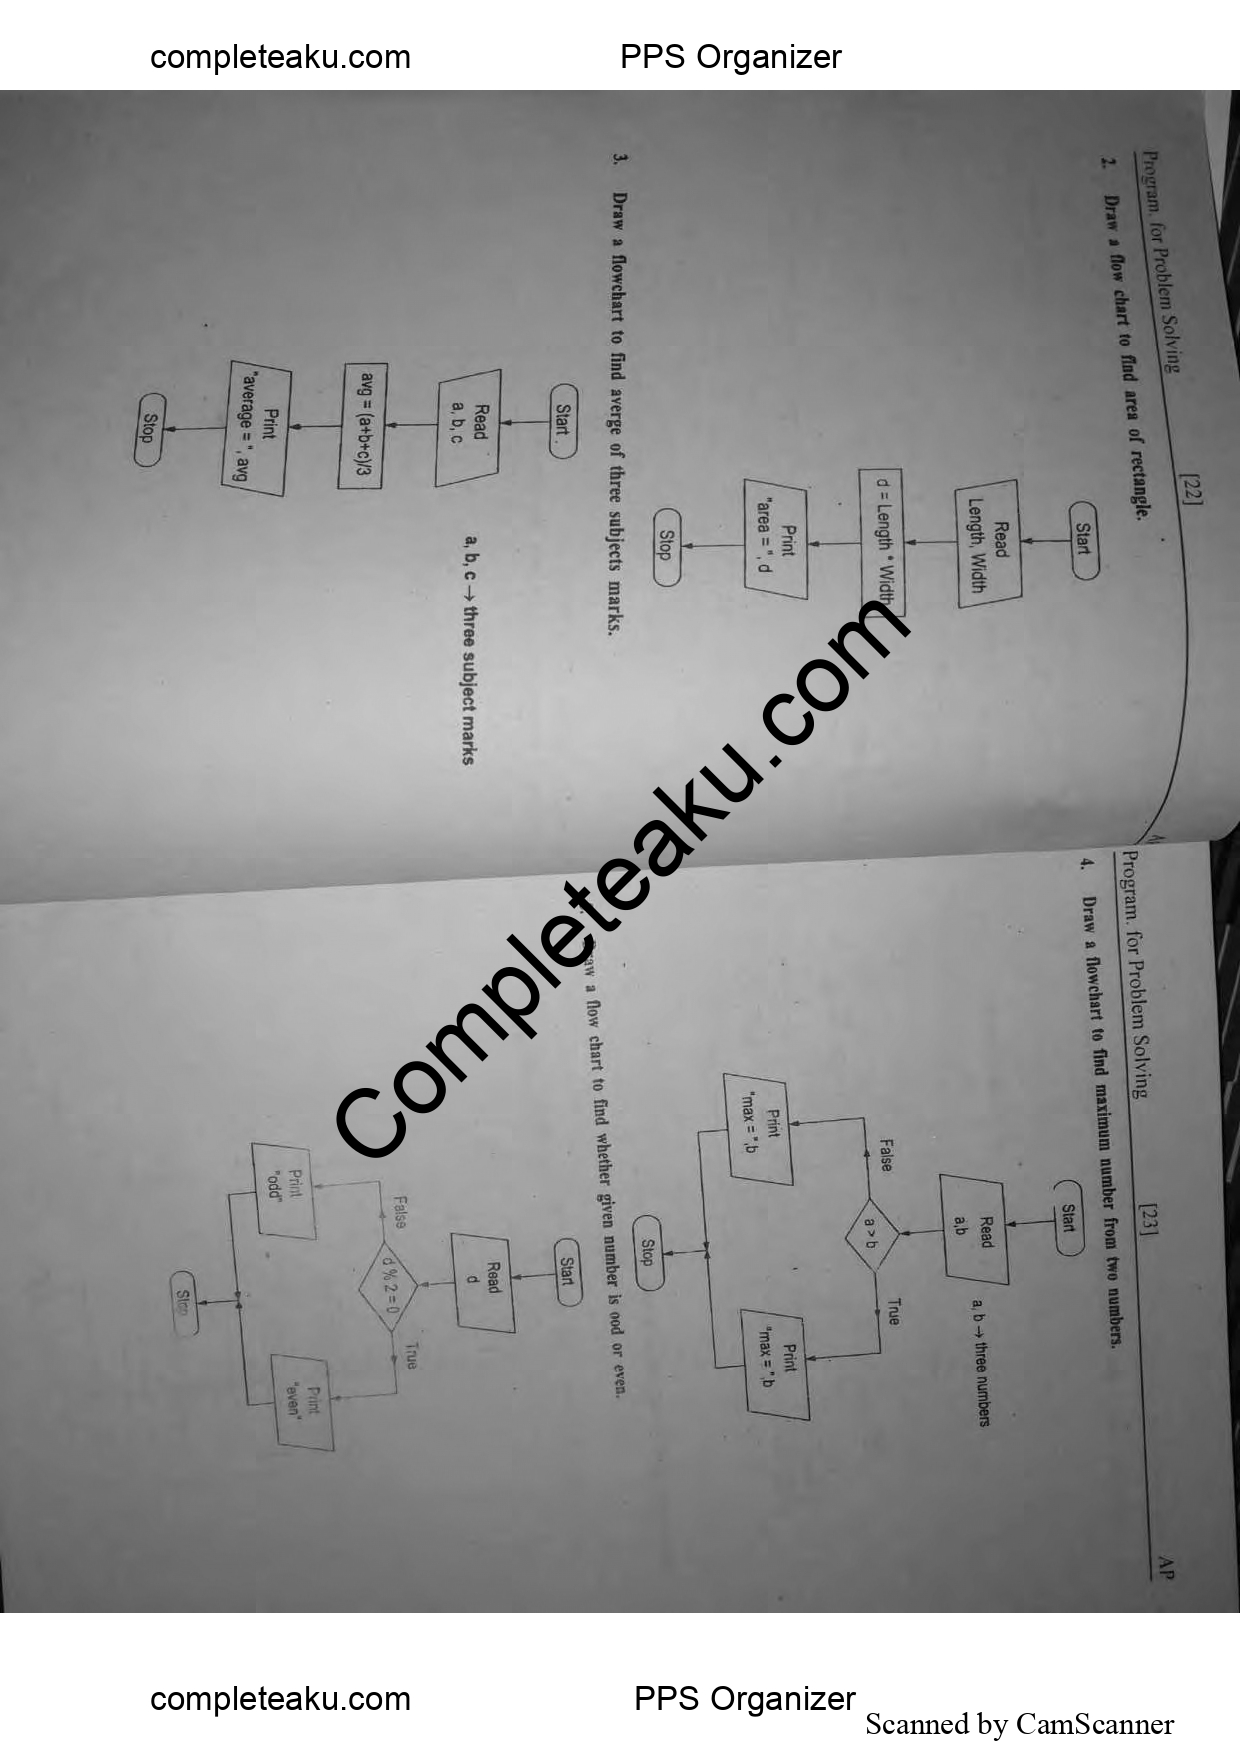 completeaku.com PPS Organizer
Program. for Problem Solving [22]
2. Draw a flow chart to find area of rectangle.
Start
Read
Length, Width
d = Length * Width
Print
"area = ", d
Stop
3. Draw a flowchart to find averge of three subjects marks.
Start
Read
a, b, c
a, b, c → three subject marks
avg = (a+b+c)/3
Print
"average = ", avg
Stop
Program. for Problem Solving [23] AP
4. Draw a flowchart to find maximum number from two numbers.
Start
Read
a,b
a, b → three numbers
a > b
False
True
Print
"max = ",b
Print
"max = ",b
Stop
a flow chart to find whether given number is ood or even.
Start
Read
d
d % 2 = 0
False
True
Print
"odd"
Print
"even"
Stop
Completeaku.com
completeaku.com PPS Organizer
Scanned by CamScanner